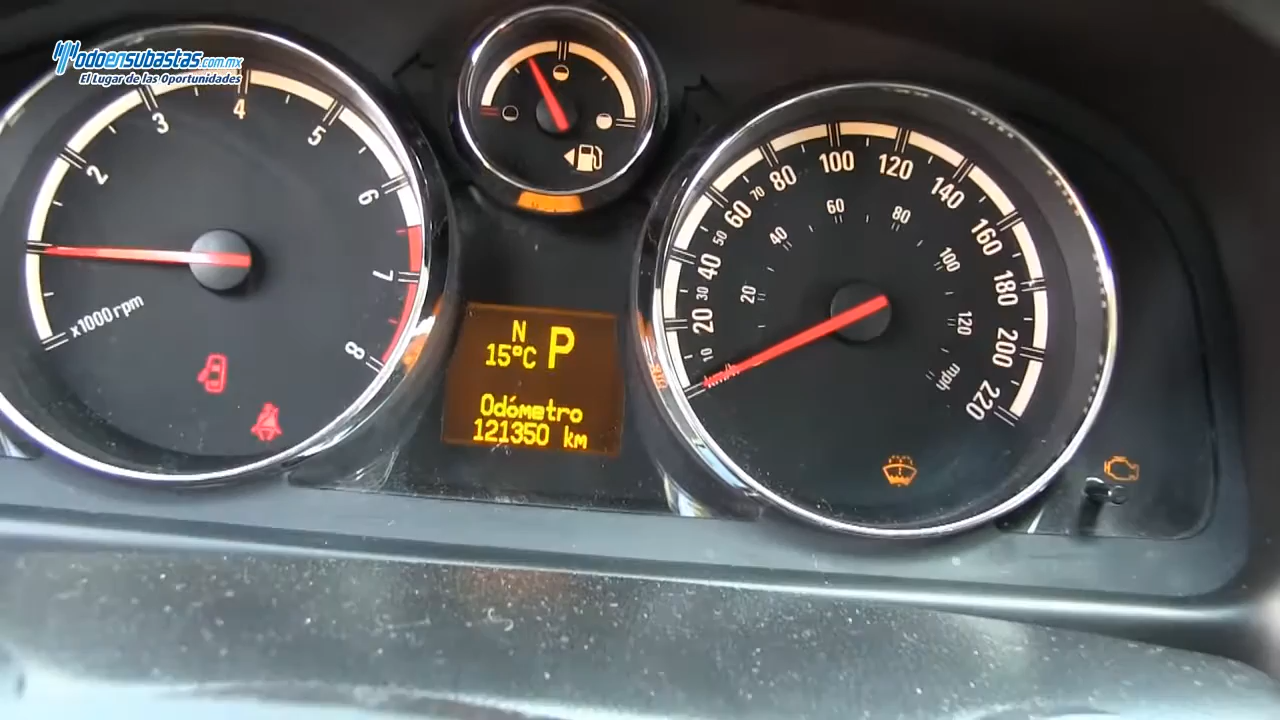 Todoensubastas.com.mx
El Lugar de las Oportunidades
2
3
4
5
6
7
8
x1000rpm
N
15°C
P
Odómetro
121350 km
10
20
30
40
50
60
70
80
100
120
140
160
180
200
220
km/h
20
40
60
80
100
120
mph